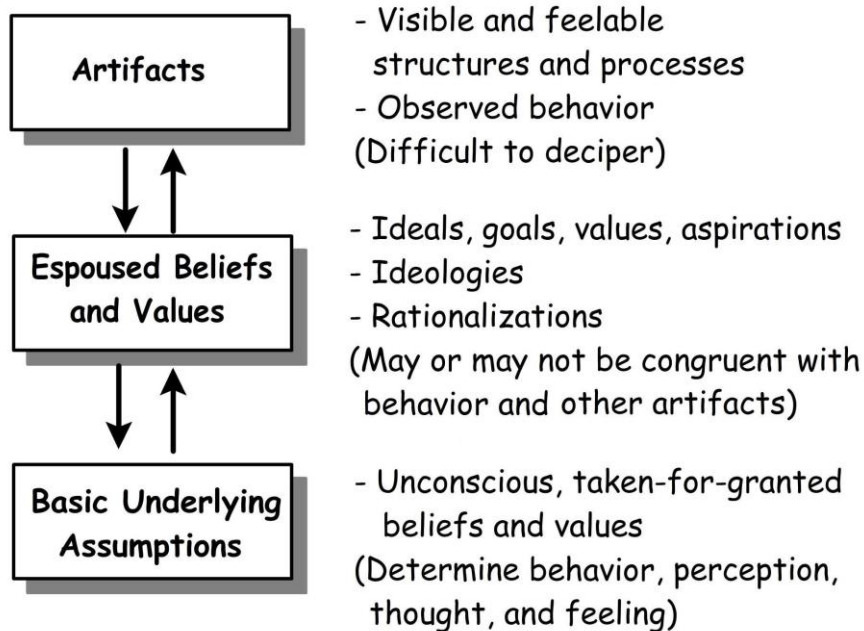 Artifacts
- Visible and feelable
structures and processes
- Observed behavior
(Difficult to deciper)
Espoused Beliefs
and Values
- Ideals, goals, values, aspirations
- Ideologies
- Rationalizations
(May or may not be congruent with
behavior and other artifacts)
Basic Underlying
Assumptions
- Unconscious, taken-for-granted
beliefs and values
(Determine behavior, perception,
thought, and feeling)